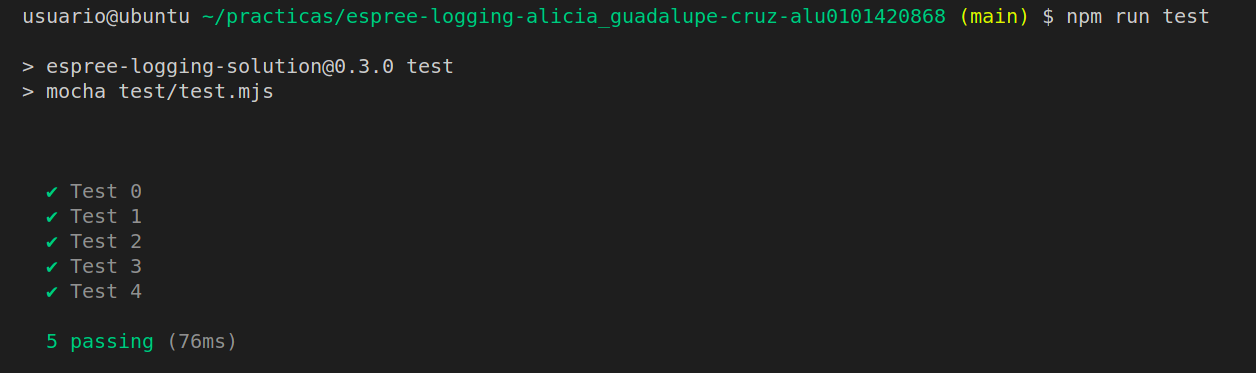 usuario@ubuntu ~/practicas/espree-logging-alicia_guadalupe-cruz-alu0101420868 (main) $ npm run test
> espree-logging-solution@0.3.0 test
> mocha test/test.mjs
✔ Test 0
✔ Test 1
✔ Test 2
✔ Test 3
✔ Test 4
5 passing (76ms)